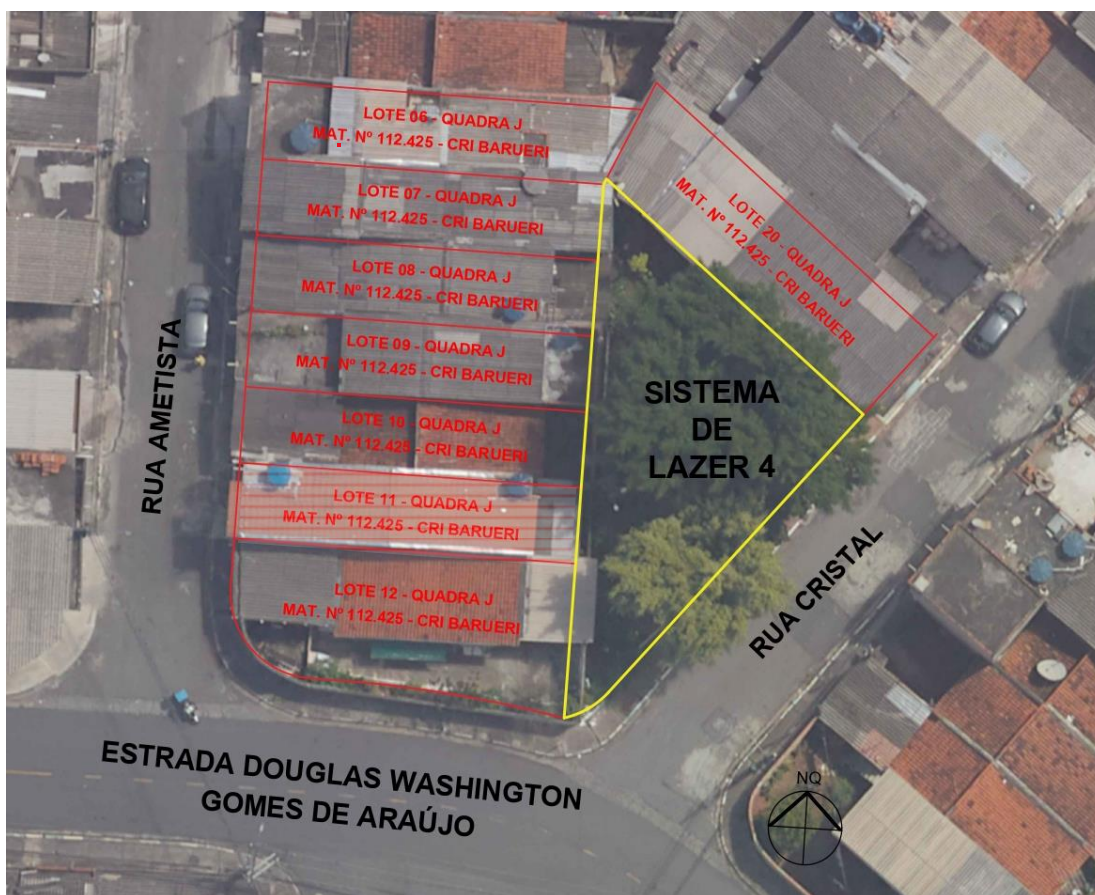 LOTE 06 - QUADRA J
MAT. Nº 112.425 - CRI BARUERI
LOTE 07 - QUADRA J
MAT. Nº 112.425 - CRI BARUERI
LOTE 08 - QUADRA J
MAT. Nº 112.425 - CRI BARUERI
LOTE 09 - QUADRA J
MAT. Nº 112.425 - CRI BARUERI
LOTE 10 - QUADRA J
MAT. Nº 112.425 - CRI BARUERI
LOTE 11 - QUADRA J
MAT. Nº 112.425 - CRI BARUERI
LOTE 12 - QUADRA J
MAT. Nº 112.425 - CRI BARUERI
LOTE 20 - QUADRA J
MAT. Nº 112.425 - CRI BARUERI
SISTEMA
DE
LAZER 4
RUA AMETISTA
RUA CRISTAL
ESTRADA DOUGLAS WASHINGTON
GOMES DE ARAÚJO
NQ